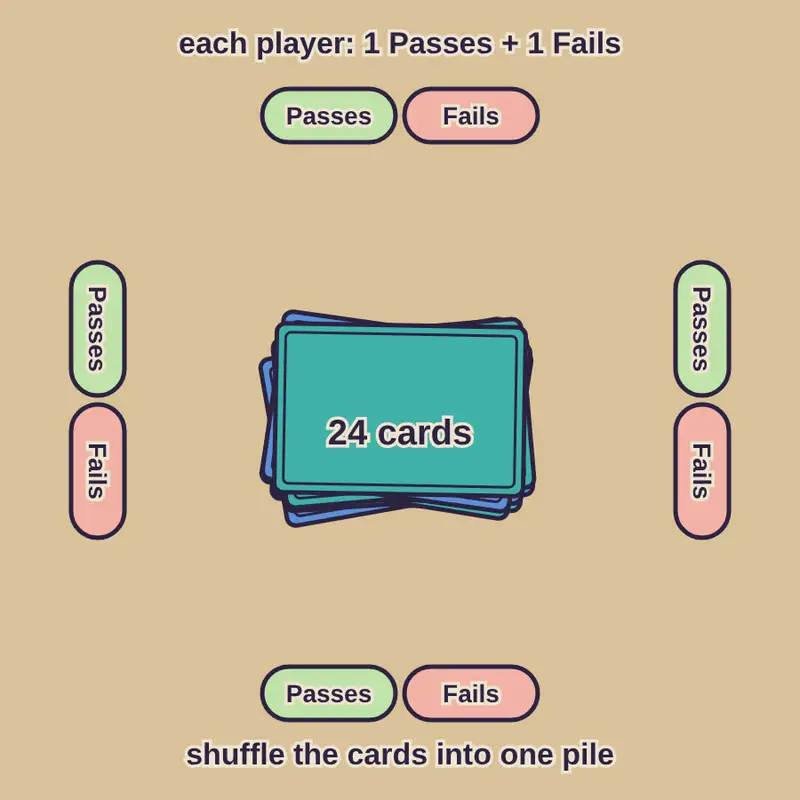 each player: 1 Passes + 1 Fails
Passes
Fails
Passes
Fails
24 cards
Passes
Fails
Passes
Fails
shuffle the cards into one pile